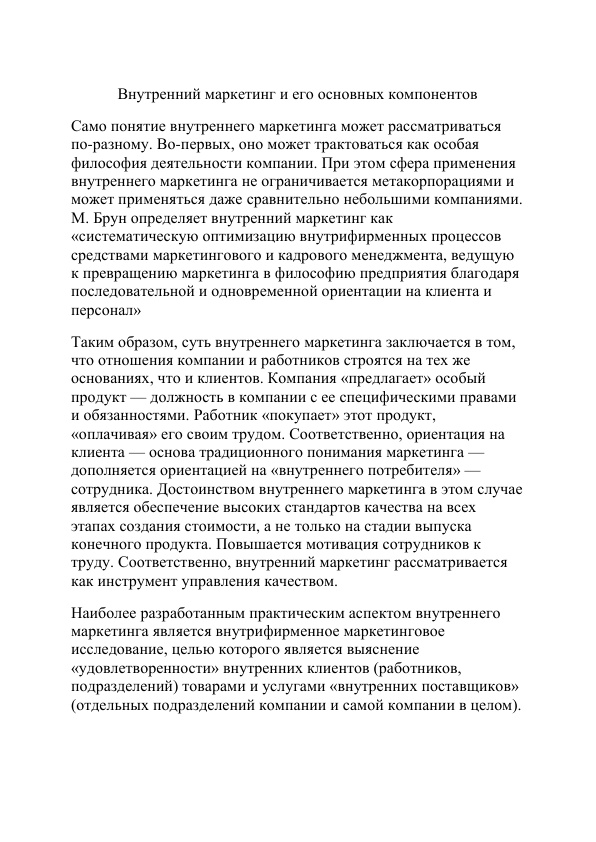 Внутренний маркетинг и его основных компонентов
Само понятие внутреннего маркетинга может рассматриваться
по-разному. Во-первых, оно может трактоваться как особая
философия деятельности компании. При этом сфера применения
внутреннего маркетинга не ограничивается метакорпорациями и
может применяться даже сравнительно небольшими компаниями.
М. Брун определяет внутренний маркетинг как
«систематическую оптимизацию внутрифирменных процессов
средствами маркетингового и кадрового менеджмента, ведущую
к превращению маркетинга в философию предприятия благодаря
последовательной и одновременной ориентации на клиента и
персонал»
Таким образом, суть внутреннего маркетинга заключается в том,
что отношения компании и работников строятся на тех же
основаниях, что и клиентов. Компания «предлагает» особый
продукт — должность в компании с ее специфическими правами
и обязанностями. Работник «покупает» этот продукт,
«оплачивая» его своим трудом. Соответственно, ориентация на
клиента — основа традиционного понимания маркетинга —
дополняется ориентацией на «внутреннего потребителя» —
сотрудника. Достоинством внутреннего маркетинга в этом случае
является обеспечение высоких стандартов качества на всех
этапах создания стоимости, а не только на стадии выпуска
конечного продукта. Повышается мотивация сотрудников к
труду. Соответственно, внутренний маркетинг рассматривается
как инструмент управления качеством.
Наиболее разработанным практическим аспектом внутреннего
маркетинга является внутрифирменное маркетинговое
исследование, целью которого является выяснение
«удовлетворенности» внутренних клиентов (работников,
подразделений) товарами и услугами «внутренних поставщиков»
(отдельных подразделений компании и самой компании в целом).